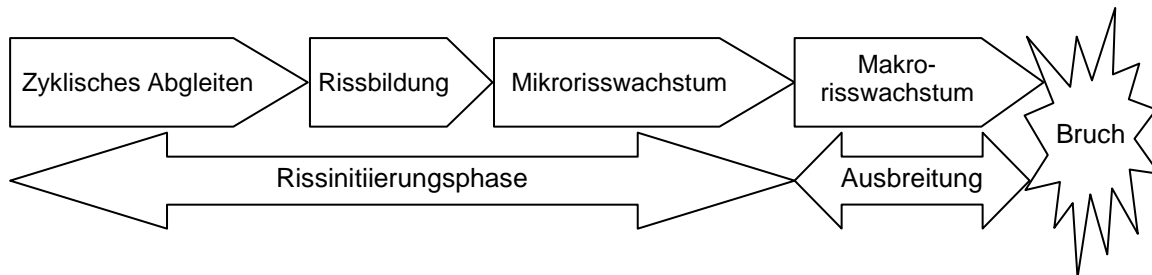 Zyklisches Abgleiten
Rissbildung
Mikrorisswachstum
Makro-
risswachstum
Bruch
Rissinitiierungsphase
Ausbreitung